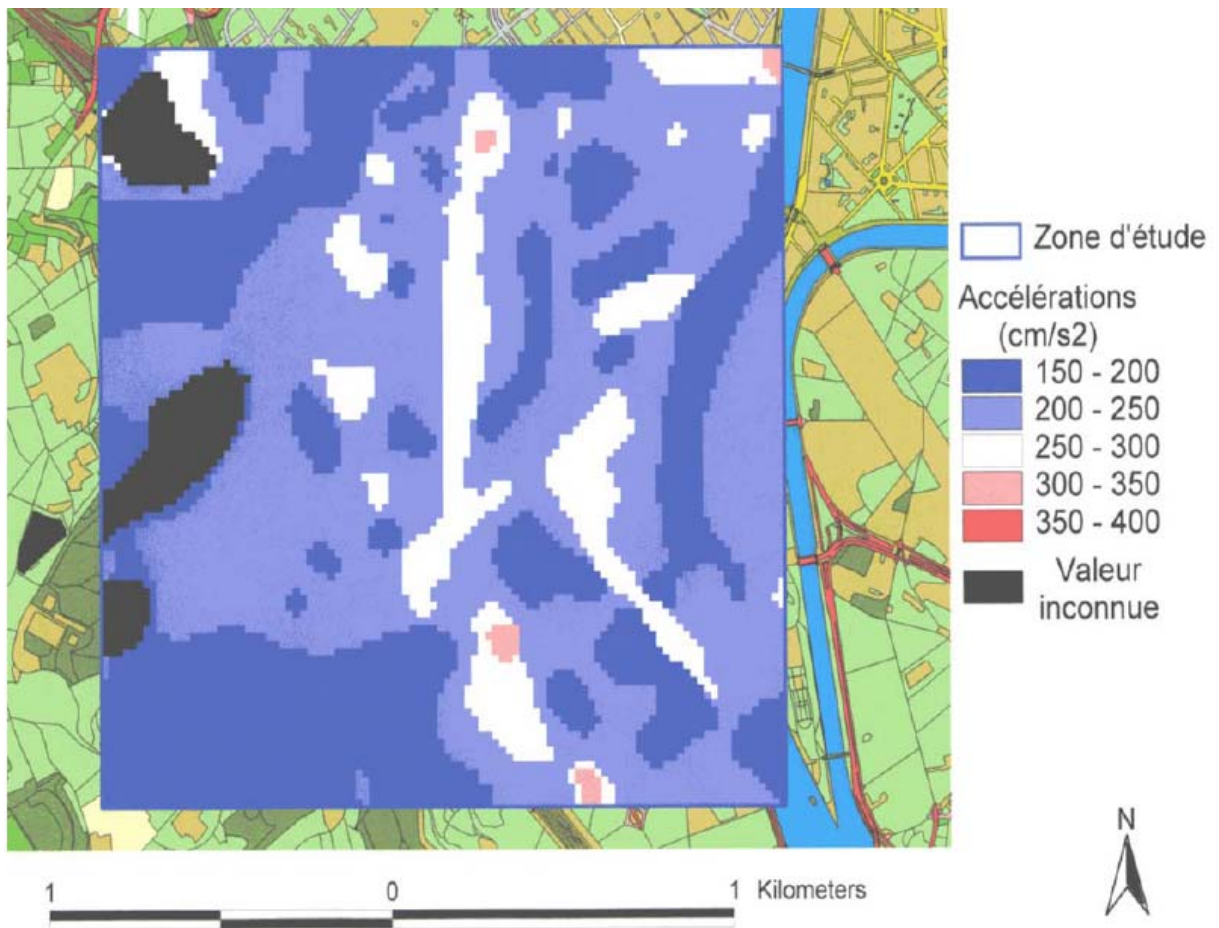 Zone d'étude
Accélérations
(cm/s2)
150 - 200
200 - 250
250 - 300
300 - 350
350 - 400
Valeur
inconnue
N
1 0 1 Kilometers